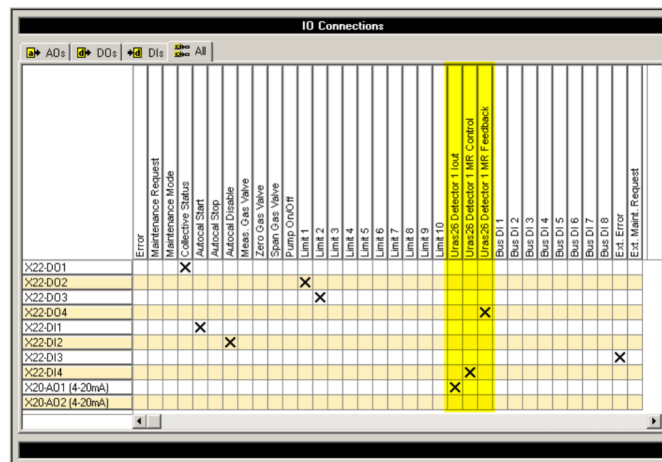 IO Connections
AOs DOs DIs All
Error
Maintenance Request
Maintenance Mode
Collective Status
Autocal Start
Autocal Stop
Autocal Disable
Meas. Gas Valve
Zero Gas Valve
Span Gas Valve
Pump On/Off
Limit 1
Limit 2
Limit 3
Limit 4
Limit 5
Limit 6
Limit 7
Limit 8
Limit 9
Limit 10
Uras26 Detector 1 Iout
Uras26 Detector 1 MR Control
Uras26 Detector 1 MR Feedback
Bus DI 1
Bus DI 2
Bus DI 3
Bus DI 4
Bus DI 5
Bus DI 6
Bus DI 7
Bus DI 8
Ext. Error
Ext. Maint. Request
X22-DO1
X22-DO2
X22-DO3
X22-DO4
X22-DI1
X22-DI2
X22-DI3
X22-DI4
X20-AO1 (4-20mA)
X20-AO2 (4-20mA)